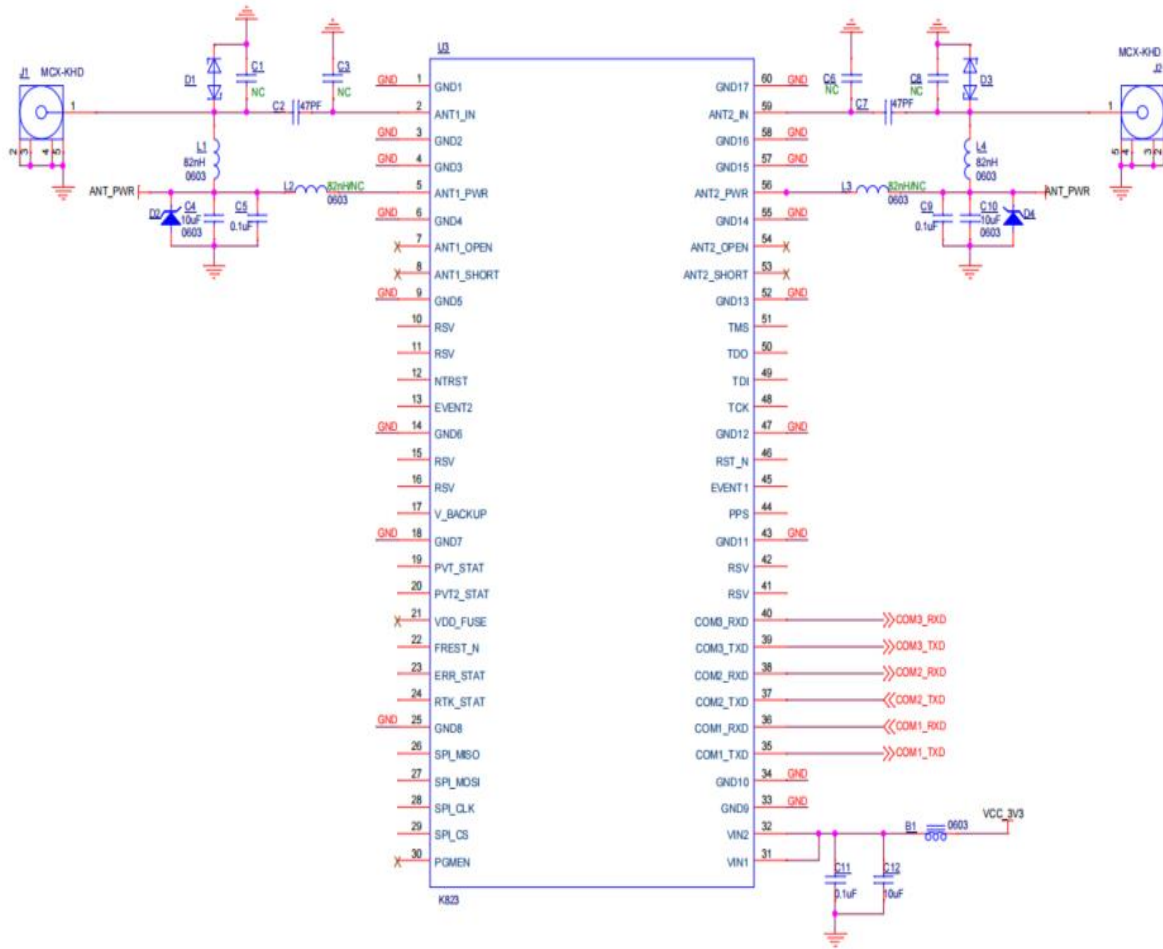 U3
J1 MCX-KHD
D1
C1
NC
C3
NC
C2 47PF
1
2 3 4 5
L1
82nH
0603
ANT_PWR
D2
C4
10uF
0603
C5
0.1uF
L2 82nH/NC
0603
GND 1 GND1
2 ANT1_IN
GND 3 GND2
GND 4 GND3
5 ANT1_PWR
GND 6 GND4
7 ANT1_OPEN
8 ANT1_SHORT
GND 9 GND5
10 RSV
11 RSV
12 NTRST
13 EVENT2
GND 14 GND6
15 RSV
16 RSV
17 V_BACKUP
GND 18 GND7
19 PVT_STAT
20 PVT2_STAT
21 VDD_FUSE
22 FREST_N
23 ERR_STAT
24 RTK_STAT
GND 25 GND8
26 SPI_MISO
27 SPI_MOSI
28 SPI_CLK
29 SPI_CS
30 PGMEN
K823
GND17 60 GND
ANT2_IN 59
GND16 58 GND
GND15 57 GND
ANT2_PWR 56
GND14 55 GND
ANT2_OPEN 54
ANT2_SHORT 53
GND13 52 GND
TMS 51
TDO 50
TDI 49
TCK 48
GND12 47 GND
RST_N 46
EVENT1 45
PPS 44
GND11 43 GND
RSV 42
RSV 41
COM3_RXD 40 COM3_RXD
COM3_TXD 39 COM3_TXD
COM2_RXD 38 COM2_RXD
COM2_TXD 37 COM2_TXD
COM1_RXD 36 COM1_RXD
COM1_TXD 35 COM1_TXD
GND10 34 GND
GND9 33 GND
VIN2 32
VIN1 31
C6
NC
C7 47PF
C8
NC
D3
MCX-KHD
J2
1
5 4 3 2
L4
82nH
0603
L3 82nH/NC
0603
C9
0.1uF
C10
10uF
0603
D4
ANT_PWR
B1 0603
VCC_3V3
C11
0.1uF
C12
10uF